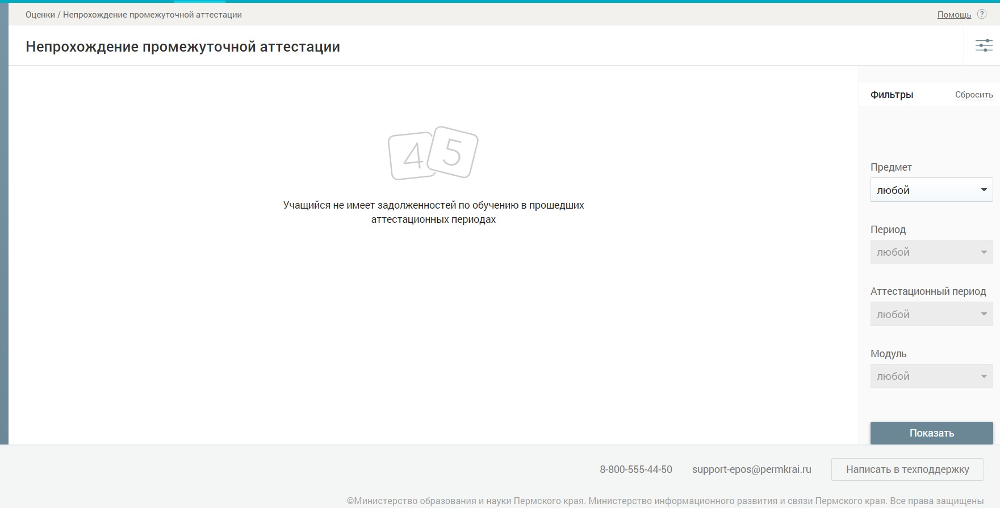 Оценки / Непрохождение промежуточной аттестации
Помощь ?
Непрохождение промежуточной аттестации
4 5
Учащийся не имеет задолженностей по обучению в прошедших
аттестационных периодах
Фильтры Сбросить
Предмет
любой
Период
любой
Аттестационный период
любой
Модуль
любой
Показать
8-800-555-44-50 support-epos@permkrai.ru Написать в техподдержку
©Министерство образования и науки Пермского края. Министерство информационного развития и связи Пермского края. Все права защищены